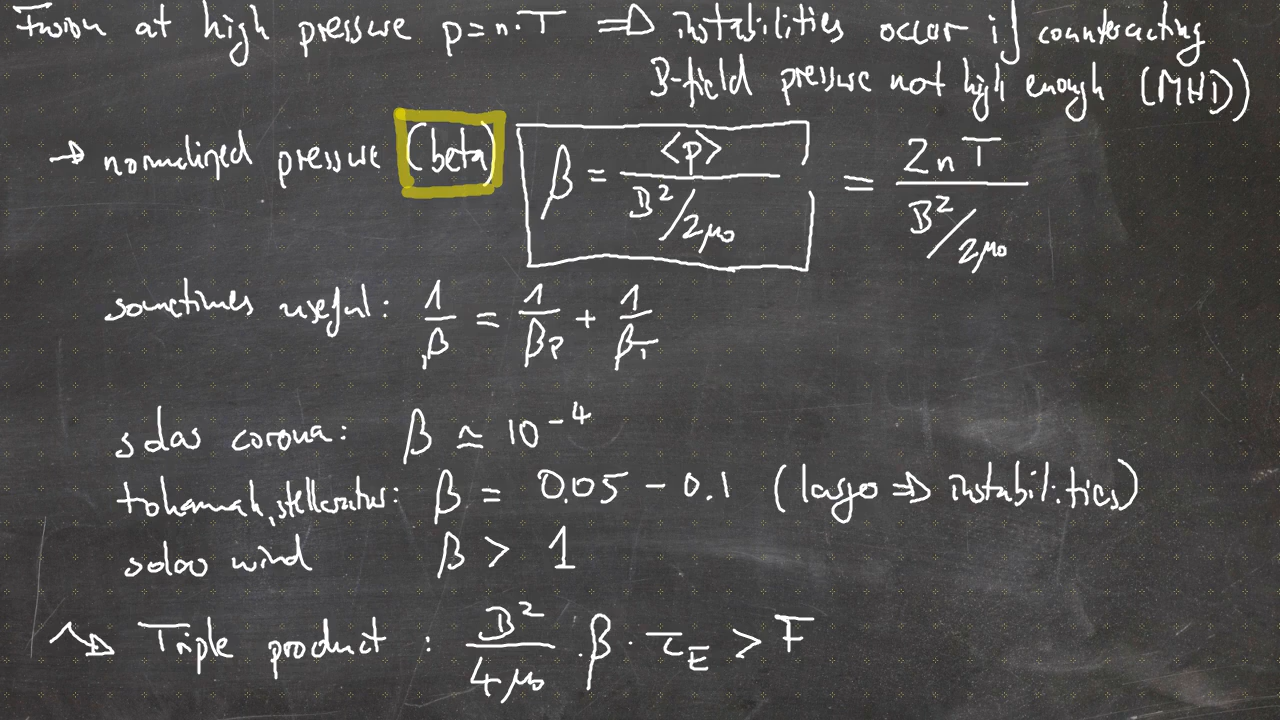 Fusion at high pressure p=n·T ⇒ instabilities occur if counteracting
B-field pressure not high enough (MHD)
→ normalized pressure (beta) β = <p> / (B²/2μ₀) = 2nT / (B²/2μ₀)
sometimes useful: 1/β = 1/βp + 1/βT
solar corona: β ≃ 10⁻⁴
tokamak, stellarator: β = 0.05 - 0.1 (large ⇒ instabilities)
solar wind β > 1
⇝ Triple product : B²/4μ₀ · β · τ_E > F